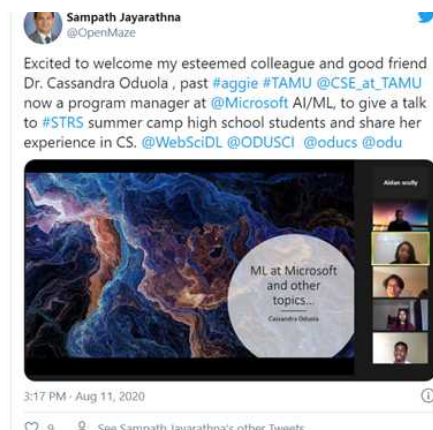 Sampath Jayarathna
@OpenMaze
Excited to welcome my esteemed colleague and good friend
Dr. Cassandra Oduola , past #aggie #TAMU @CSE_at_TAMU
now a program manager at @Microsoft AI/ML, to give a talk
to #STRS summer camp high school students and share her
experience in CS. @WebSciDL @ODUSCI @oducs @odu
Aidan scully
ML at Microsoft
and other
topics...
Cassandra Oduola
3:17 PM · Aug 11, 2020
9 See Sampath Jayarathna's other Tweets